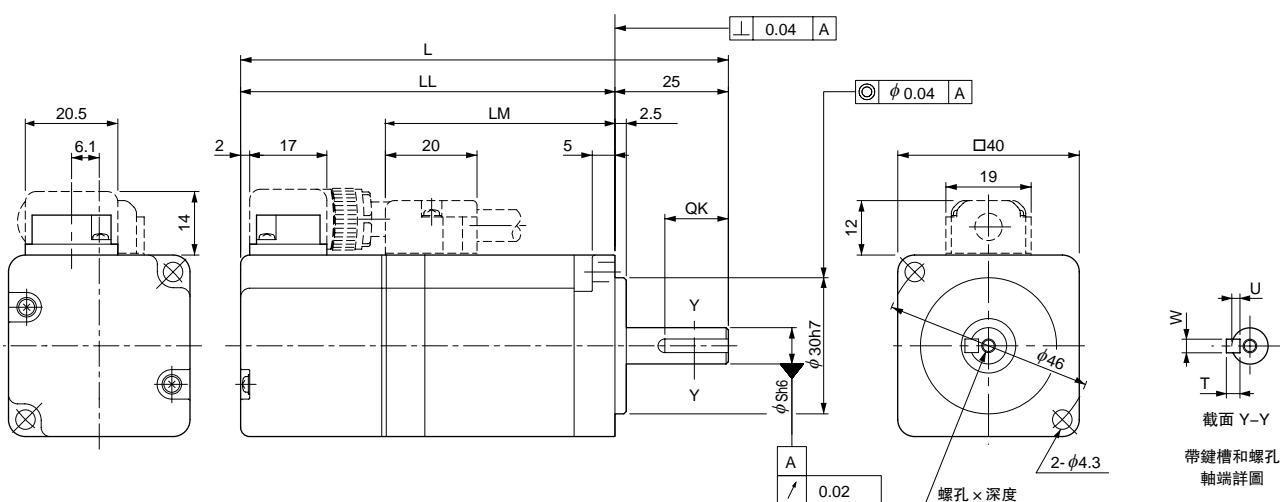 ⊥ 0.04 A
L
LL
25
◎ φ 0.04 A
20.5
LM
2.5
□40
6.1
2
17
20
5
19
14
QK
12
U
Y
W
φ30h7
φSh6
φ46
T
Y
截面 Y–Y
A
2-φ4.3
帶鍵槽和螺孔
↗ 0.02
軸端詳圖
螺孔×深度